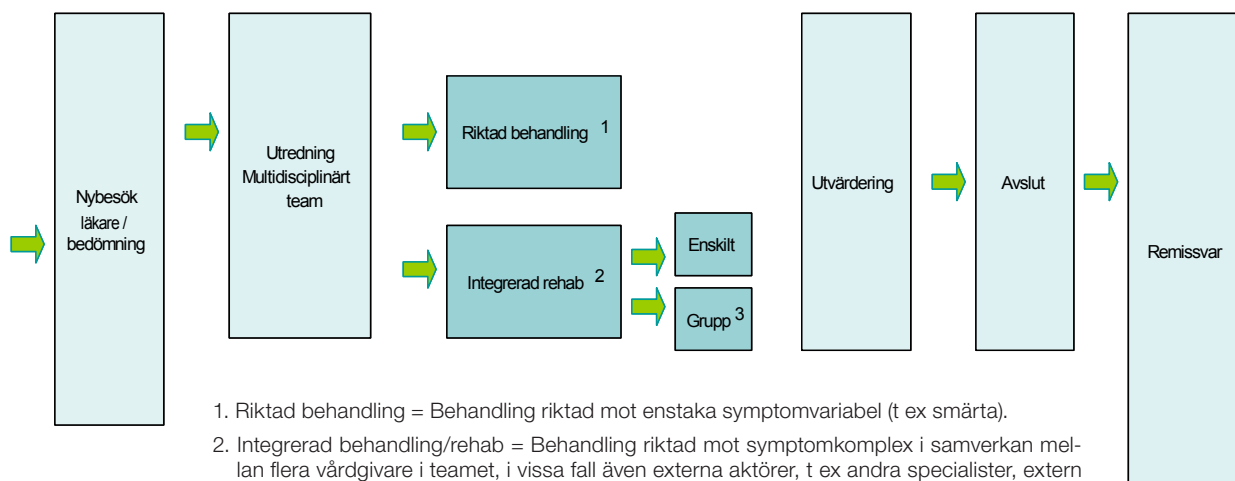 Nybesök
läkare /
bedömning
Utredning
Multidisciplinärt
team
Riktad behandling 1
Integrerad rehab 2
Enskilt
Grupp 3
Utvärdering
Avslut
Remissvar
1. Riktad behandling = Behandling riktad mot enstaka symptomvariabel (t ex smärta).
2. Integrerad behandling/rehab = Behandling riktad mot symptomkomplex i samverkan mel-
lan flera vårdgivare i teamet, i vissa fall även externa aktörer, t ex andra specialister, extern